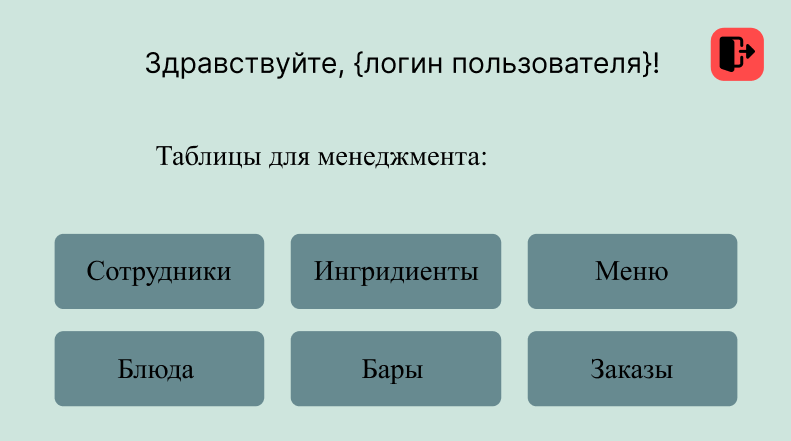 Здравствуйте, {логин пользователя}!
Таблицы для менеджмента:
Сотрудники
Ингридиенты
Меню
Блюда
Бары
Заказы